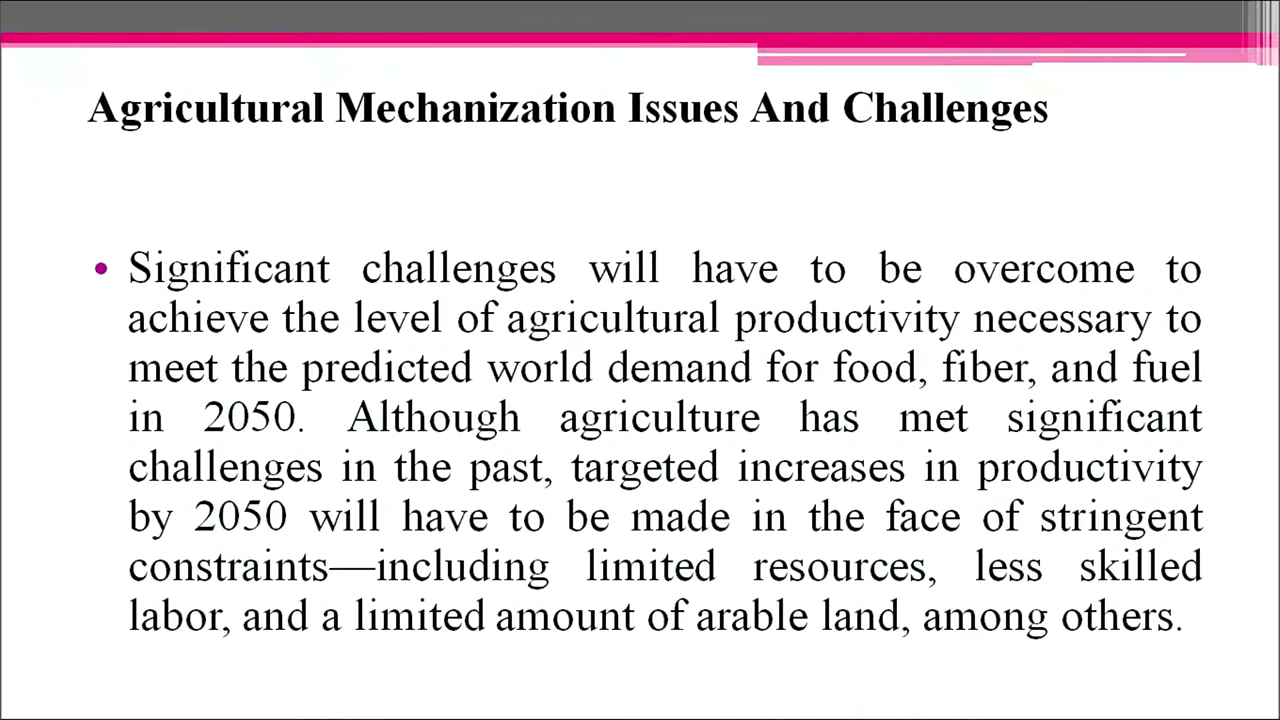 Agricultural Mechanization Issues And Challenges
• Significant challenges will have to be overcome to
achieve the level of agricultural productivity necessary to
meet the predicted world demand for food, fiber, and fuel
in 2050. Although agriculture has met significant
challenges in the past, targeted increases in productivity
by 2050 will have to be made in the face of stringent
constraints—including limited resources, less skilled
labor, and a limited amount of arable land, among others.